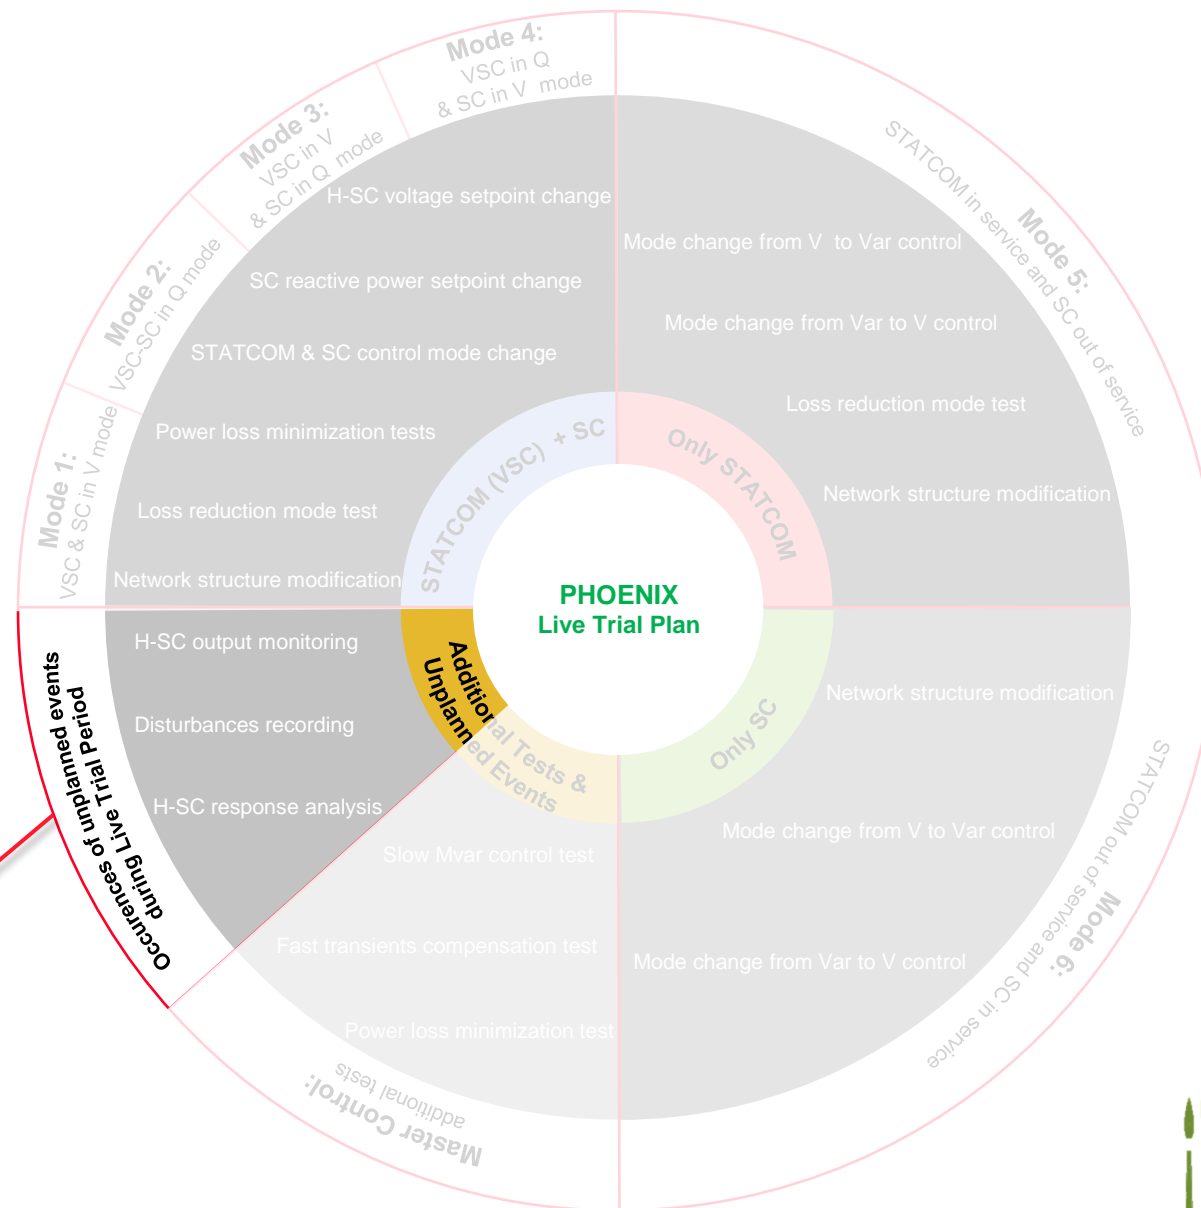 Mode 4:
VSC in Q
& SC in V mode
Mode 3:
VSC in V
& SC in Q mode
Mode 2:
VSC-SC in Q mode
Mode 1:
VSC & SC in V mode
H-SC voltage setpoint change
SC reactive power setpoint change
STATCOM & SC control mode change
Power loss minimization tests
Loss reduction mode test
Network structure modification
STATCOM (VSC) + SC
Mode 5:
STATCOM in service and SC out of service
Mode change from V to Var control
Mode change from Var to V control
Loss reduction mode test
Network structure modification
Only STATCOM
PHOENIX
Live Trial Plan
Occurences of unplanned events
during Live Trial Period
H-SC output monitoring
Disturbances recording
H-SC response analysis
Additional Tests &
Unplanned Events
Slow Mvar control test
Fast transients compensation test
Power loss minimization test
Master Control:
additional tests
Only SC
Network structure modification
Mode change from V to Var control
Mode change from Var to V control
Mode 6:
STATCOM out of service and SC in service